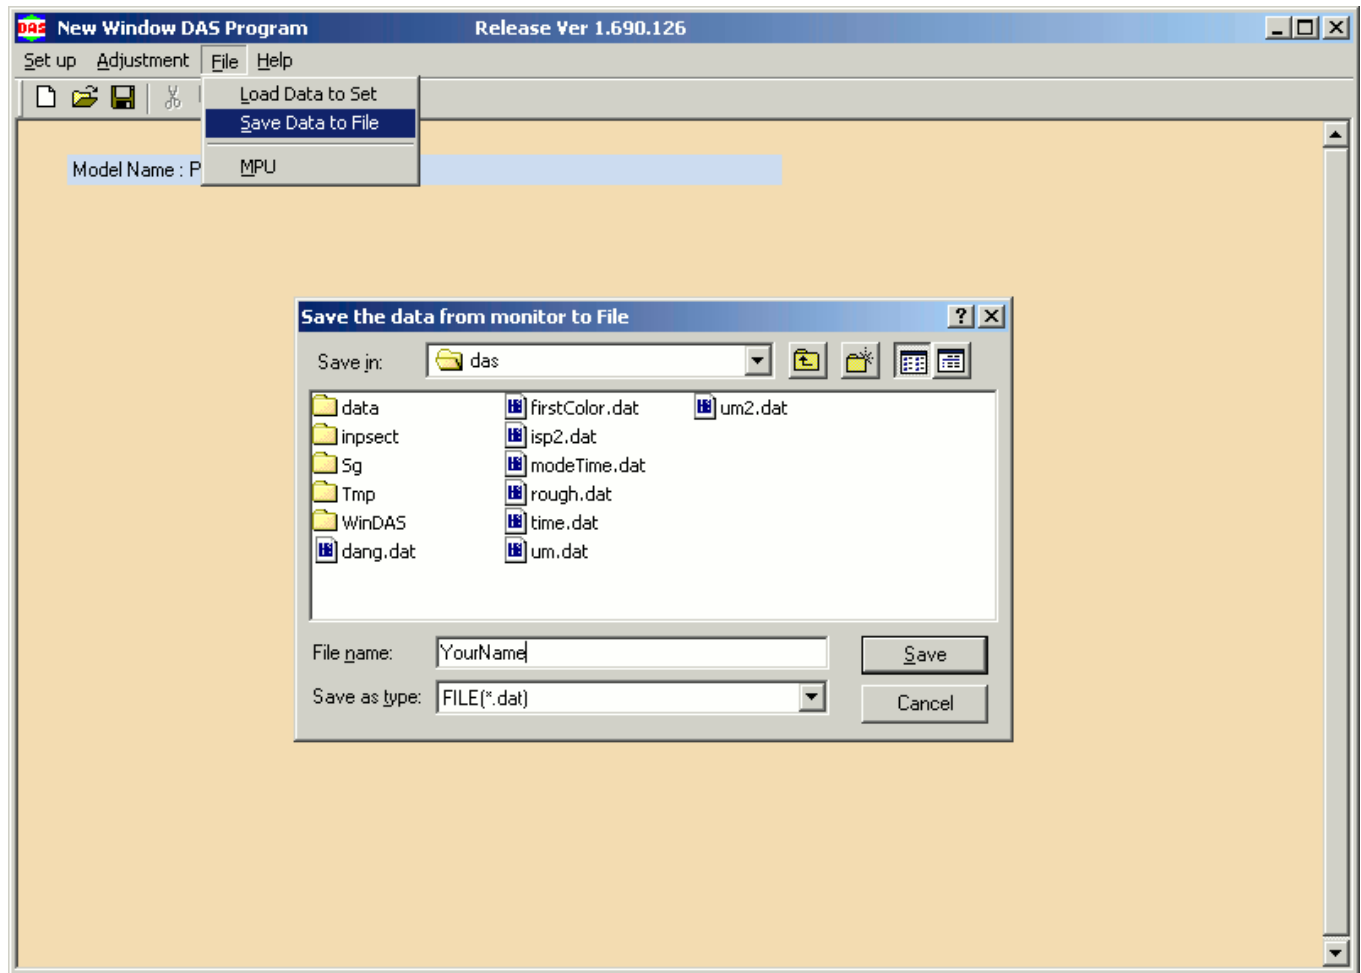 DAS New Window DAS Program Release Ver 1.690.126
Set up Adjustment File Help
Load Data to Set
Save Data to File
MPU
Model Name : P
Save the data from monitor to File
Save in: das
data
inpsect
Sg
Tmp
WinDAS
dang.dat
firstColor.dat
isp2.dat
modeTime.dat
rough.dat
time.dat
um.dat
um2.dat
File name: YourName
Save
Save as type: FILE(*.dat)
Cancel